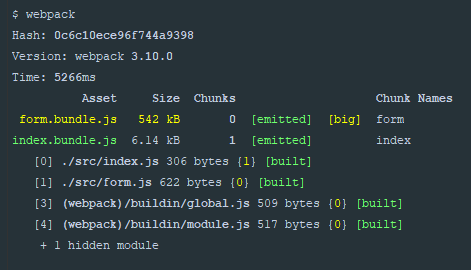 $ webpack
Hash: 0c6c10ece96f744a9398
Version: webpack 3.10.0
Time: 5266ms
Asset Size Chunks Chunk Names
form.bundle.js 542 kB 0 [emitted] [big] form
index.bundle.js 6.14 kB 1 [emitted] index
[0] ./src/index.js 306 bytes {1} [built]
[1] ./src/form.js 622 bytes {0} [built]
[3] (webpack)/buildin/global.js 509 bytes {0} [built]
[4] (webpack)/buildin/module.js 517 bytes {0} [built]
+ 1 hidden module